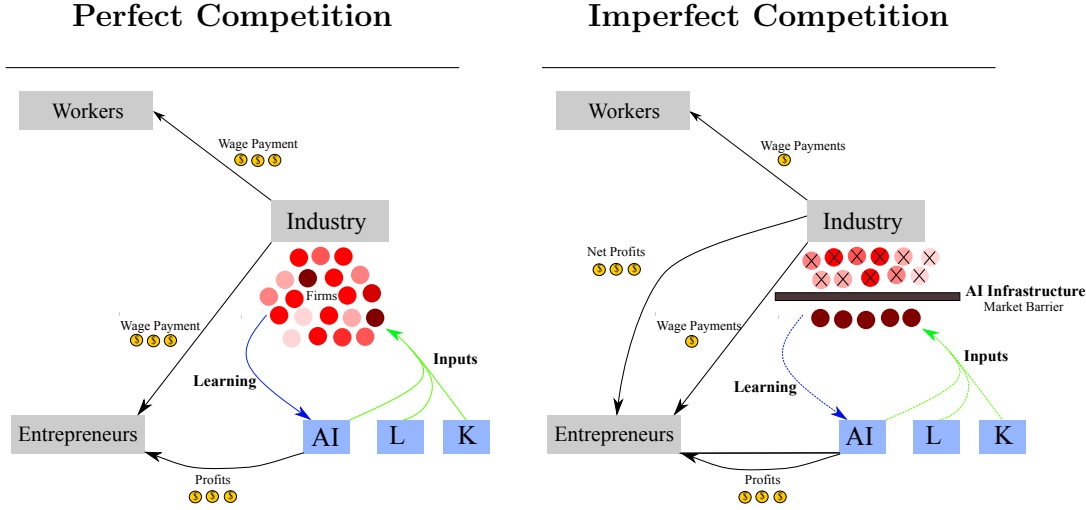 Perfect Competition
Workers
Wage Payment
$ $ $
Industry
Firms
Wage Payment
$ $ $
Learning
Inputs
Entrepreneurs
AI
L
K
Profits
$ $ $
Imperfect Competition
Workers
Wage Payments
$
Industry
Net Profits
$ $ $
AI Infrastructure
Market Barrier
Wage Payments
$
Learning
Inputs
Entrepreneurs
AI
L
K
Profits
$ $ $